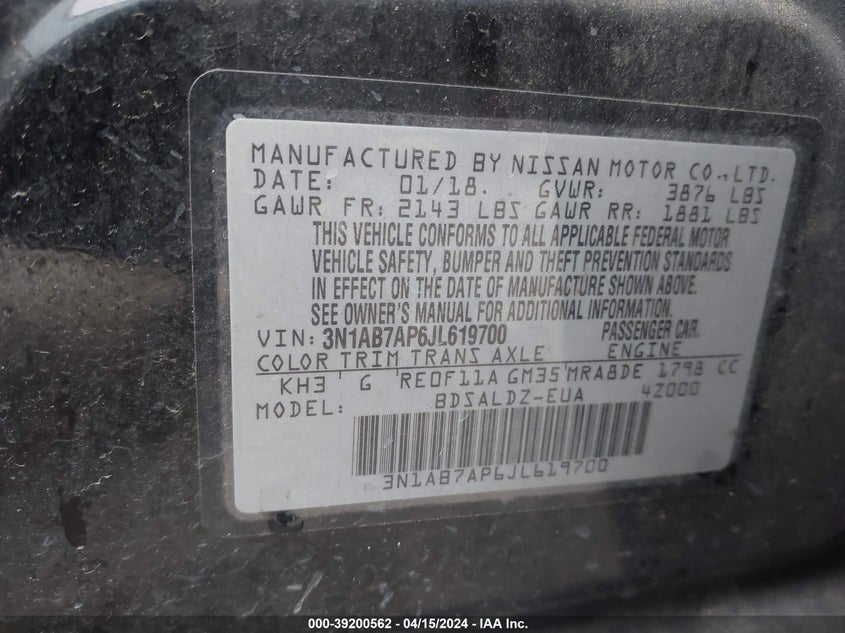 MANUFACTURED BY NISSAN MOTOR CO.,LTD.
DATE: 01/18. GVWR: 3876 LBS
GAWR FR: 2143 LBS GAWR RR: 1881 LBS
THIS VEHICLE CONFORMS TO ALL APPLICABLE FEDERAL MOTOR
VEHICLE SAFETY, BUMPER AND THEFT PREVENTION STANDARDS
IN EFFECT ON THE DATE OF MANUFACTURE SHOWN ABOVE.
SEE OWNER'S MANUAL FOR ADDITIONAL INFORMATION.
VIN: 3N1AB7AP6JL619700 PASSENGER CAR.
COLOR TRIM TRANS AXLE ENGINE
KH3 G RE0F11A GM35 MRA8DE 1798 CC
MODEL: BDSALDZ-EUA 42000
3N1AB7AP6JL619700
000-39200562 - 04/15/2024 - IAA Inc.